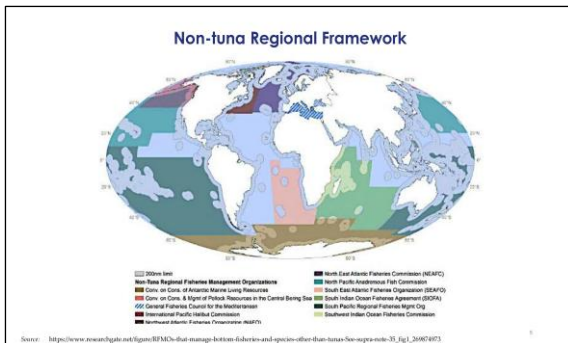 Non-tuna Regional Framework
200nm limit
Non-Tuna Regional Fisheries Management Organizations
Conv. on Cons. of Antarctic Marine Living Resources
Conv. on Cons. & Mgmt of Pollock Resources in the Central Bering Sea
General Fisheries Council for the Mediterranean
International Pacific Halibut Commission
Northwest Atlantic Fisheries Organization (NAFO)
North East Atlantic Fisheries Commission (NEAFC)
North Pacific Anadromous Fish Commission
South East Atlantic Fisheries Organization (SEAFO)
South Indian Ocean Fisheries Agreement (SIOFA)
South Pacific Regional Fisheries Mgmt Org
Southwest Indian Ocean Fisheries Commission
Source: https://www.researchgate.net/figure/RFMOs-that-manage-bottom-fisheries-and-species-other-than-tunas-See-supra-note-35_fig1_269874973